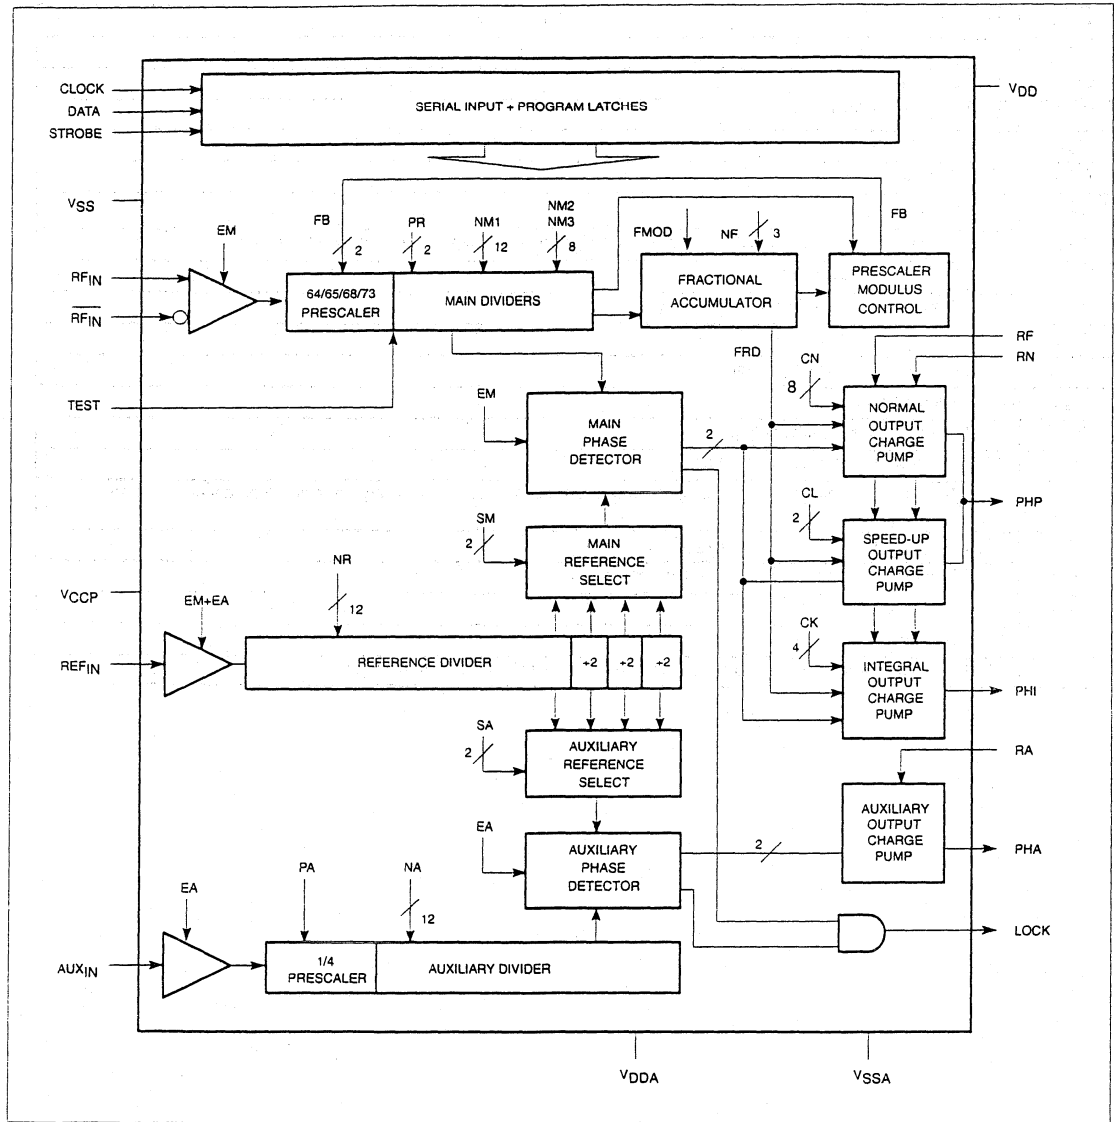 CLOCK
DATA
STROBE
SERIAL INPUT + PROGRAM LATCHES
VDD
VSS
EM
FB
2
PR
2
NM1
12
NM2
NM3
8
FMOD
NF
3
FB
RFIN
RFIN
64/65/68/73
PRESCALER
MAIN DIVIDERS
FRACTIONAL
ACCUMULATOR
PRESCALER
MODULUS
CONTROL
RF
RN
FRD
CN
8
TEST
EM
MAIN
PHASE
DETECTOR
2
NORMAL
OUTPUT
CHARGE
PUMP
PHP
CL
2
SM
2
MAIN
REFERENCE
SELECT
SPEED-UP
OUTPUT
CHARGE
PUMP
VCCP
EM+EA
NR
12
CK
4
REFIN
REFERENCE DIVIDER
÷2
÷2
÷2
INTEGRAL
OUTPUT
CHARGE
PUMP
PHI
SA
2
AUXILIARY
REFERENCE
SELECT
RA
EA
AUXILIARY
PHASE
DETECTOR
2
AUXILIARY
OUTPUT
CHARGE
PUMP
PHA
EA
PA
NA
12
LOCK
AUXIN
1/4
PRESCALER
AUXILIARY DIVIDER
VDDA
VSSA